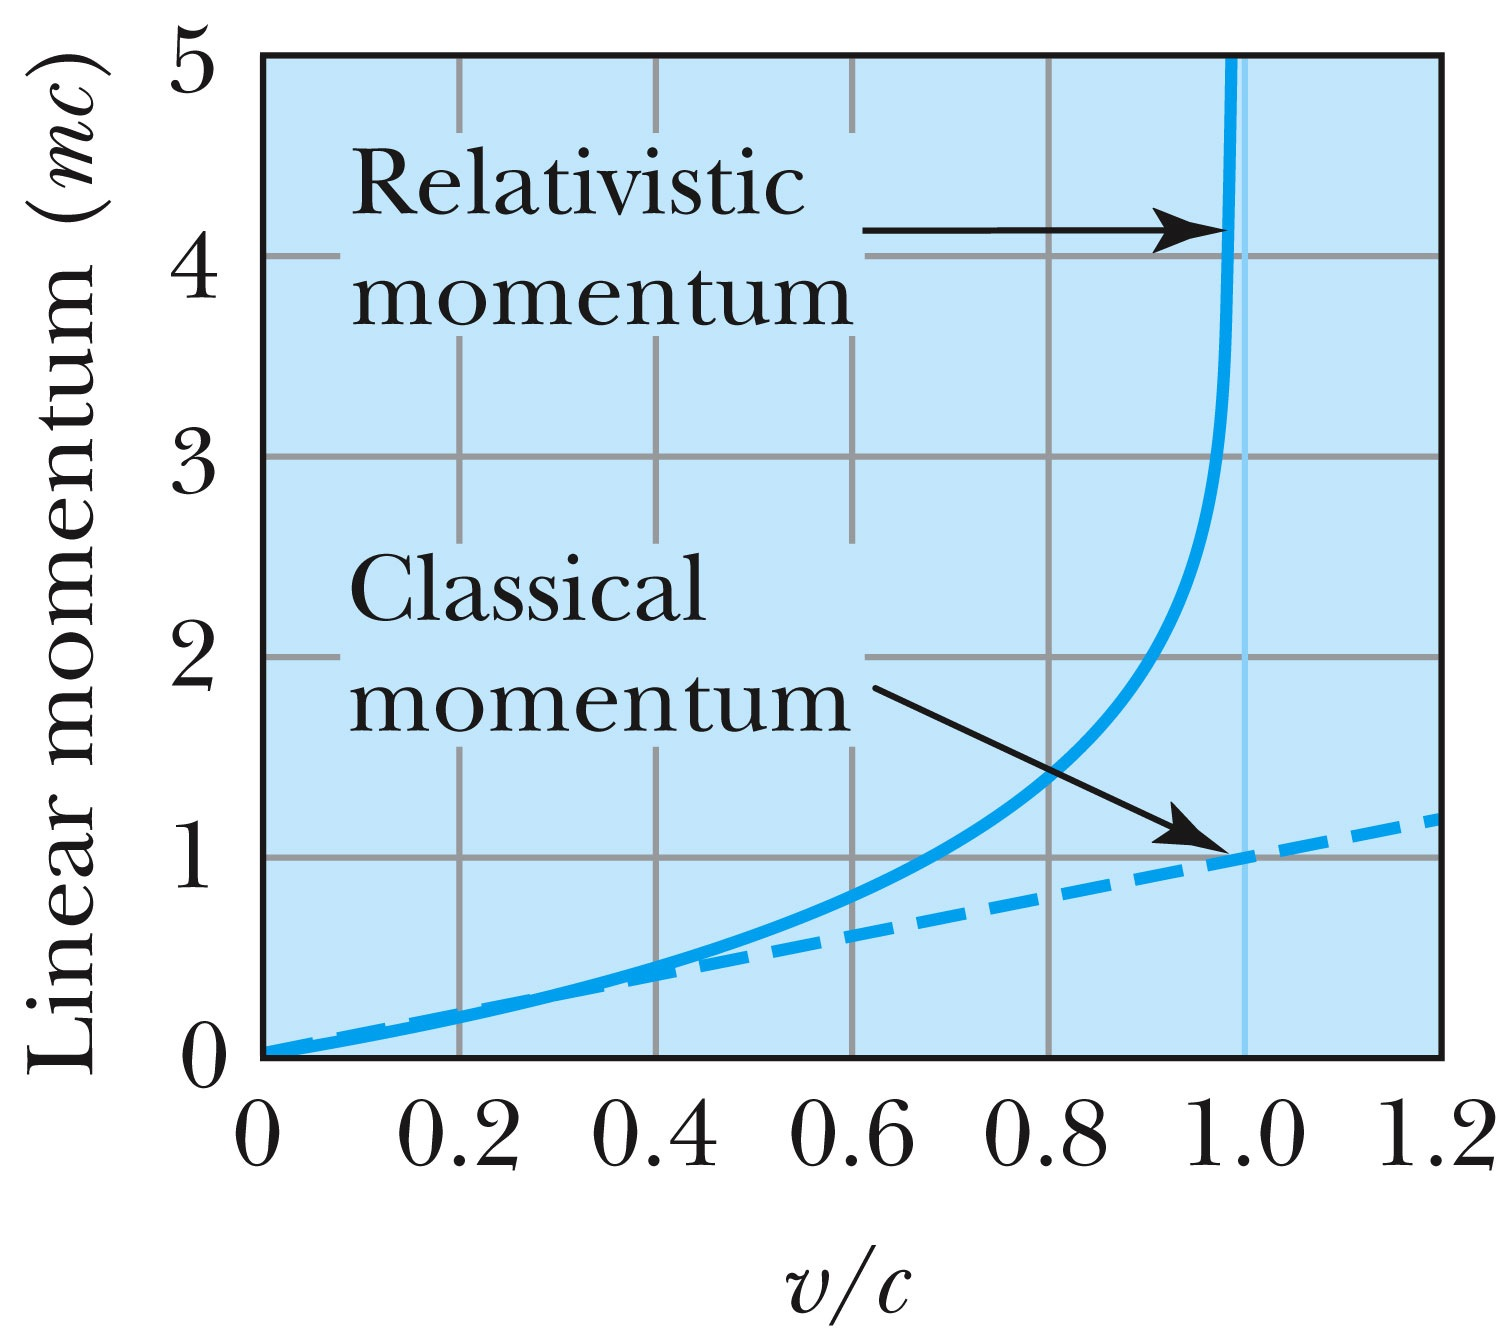 Linear momentum (mc)
5
4
3
2
1
0
Relativistic
momentum
Classical
momentum
0 0.2 0.4 0.6 0.8 1.0 1.2
v/c